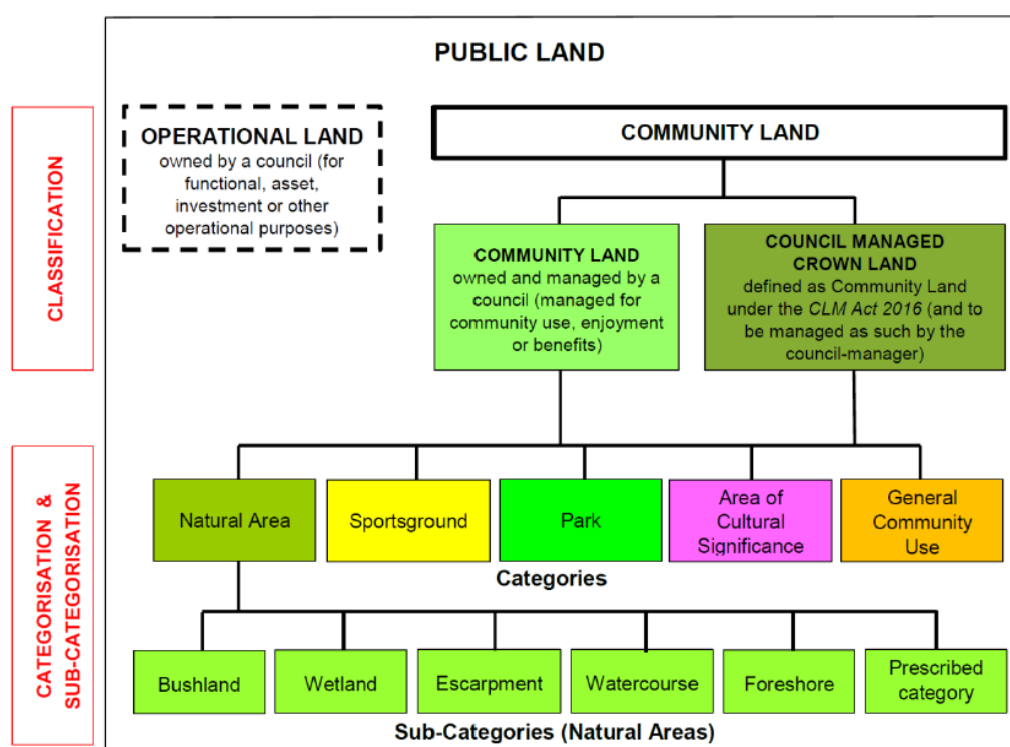 PUBLIC LAND
CLASSIFICATION
OPERATIONAL LAND
owned by a council (for
functional, asset,
investment or other
operational purposes)
COMMUNITY LAND
COMMUNITY LAND
owned and managed by a
council (managed for
community use, enjoyment
or benefits)
COUNCIL MANAGED
CROWN LAND
defined as Community Land
under the CLM Act 2016 (and to
be managed as such by the
council-manager)
CATEGORISATION &
SUB-CATEGORISATION
Natural Area
Sportsground
Park
Area of
Cultural
Significance
General
Community
Use
Categories
Bushland
Wetland
Escarpment
Watercourse
Foreshore
Prescribed
category
Sub-Categories (Natural Areas)